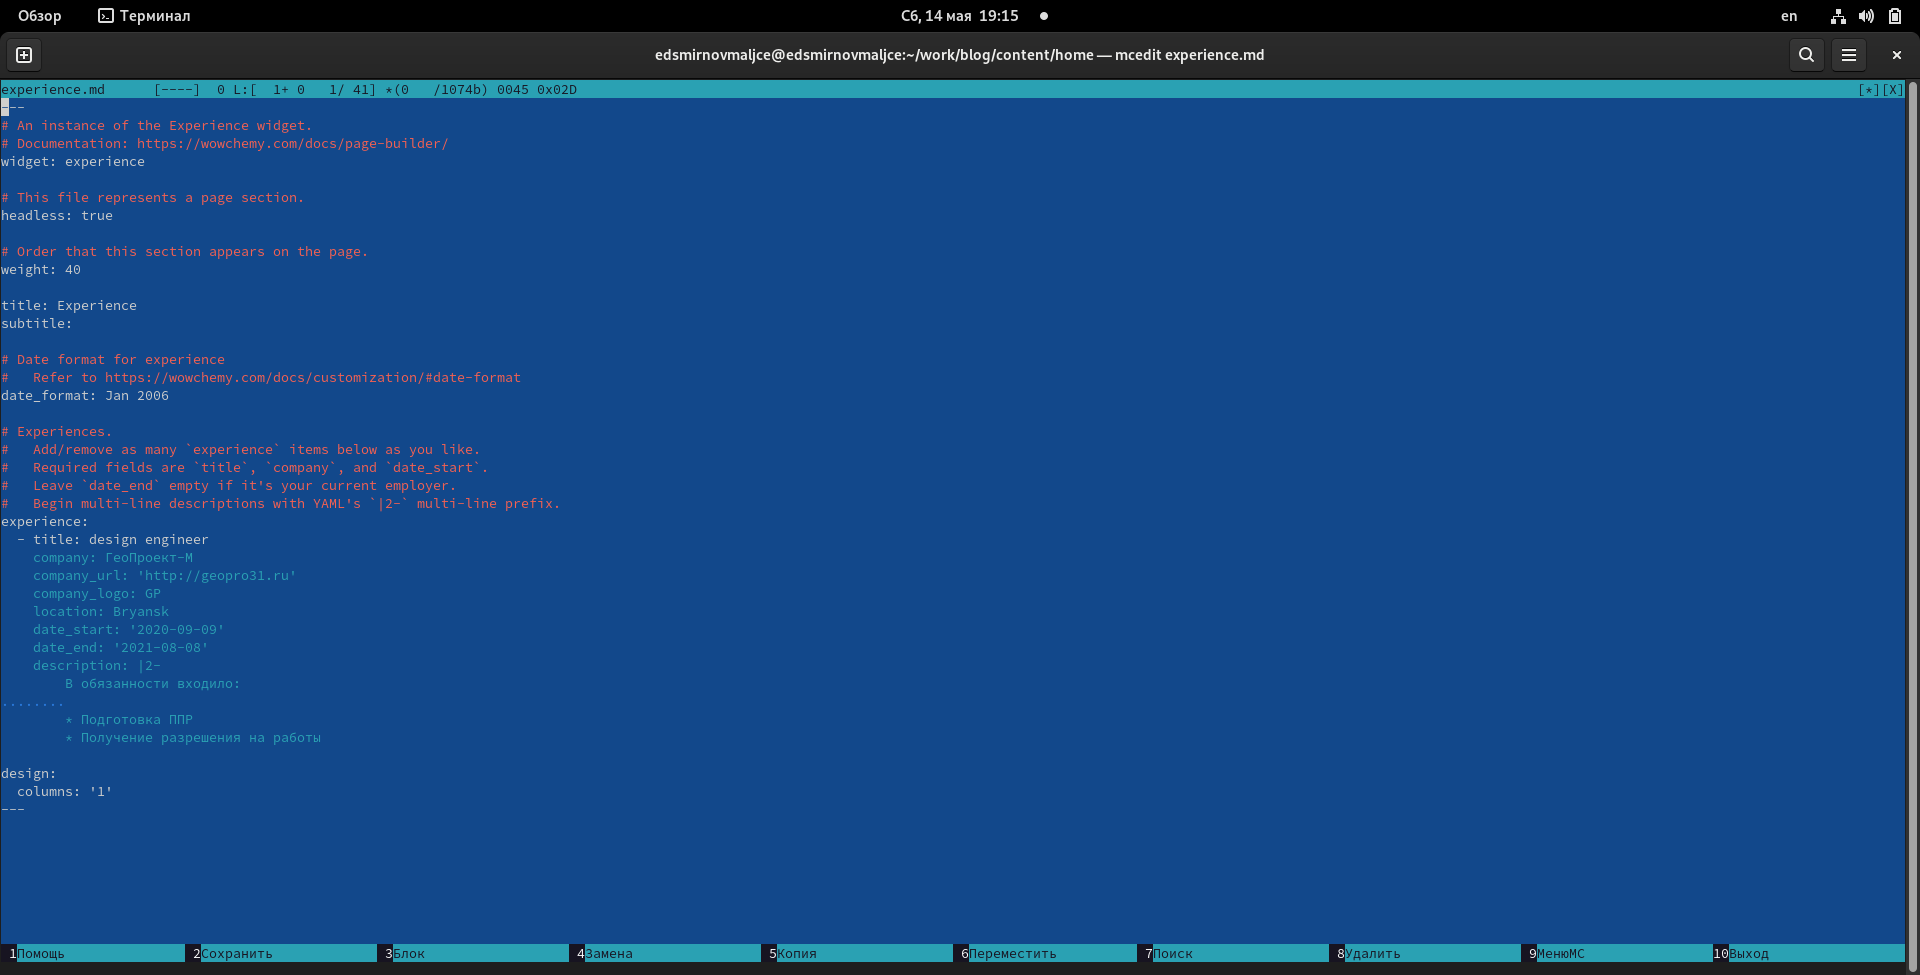 Обзор Терминал Сб, 14 мая 19:15 en
edsmirnovmaljce@edsmirnovmaljce:~/work/blog/content/home — mcedit experience.md
experience.md [----] 0 L:[ 1+ 0 1/ 41] *(0 /1074b) 0045 0x02D [*][X]
---
# An instance of the Experience widget.
# Documentation: https://wowchemy.com/docs/page-builder/
widget: experience
# This file represents a page section.
headless: true
# Order that this section appears on the page.
weight: 40
title: Experience
subtitle:
# Date format for experience
#   Refer to https://wowchemy.com/docs/customization/#date-format
date_format: Jan 2006
# Experiences.
#   Add/remove as many `experience` items below as you like.
#   Required fields are `title`, `company`, and `date_start`.
#   Leave `date_end` empty if it's your current employer.
#   Begin multi-line descriptions with YAML's `|2-` multi-line prefix.
experience:
  - title: design engineer
    company: ГеоПроект-М
    company_url: 'http://geopro31.ru'
    company_logo: GP
    location: Bryansk
    date_start: '2020-09-09'
    date_end: '2021-08-08'
    description: |2-
        В обязанности входило:
........
        * Подготовка ППР
        * Получение разрешения на работы
design:
  columns: '1'
---
1Помощь 2Сохранить 3Блок 4Замена 5Копия 6Переместить 7Поиск 8Удалить 9МенюMC 10Выход